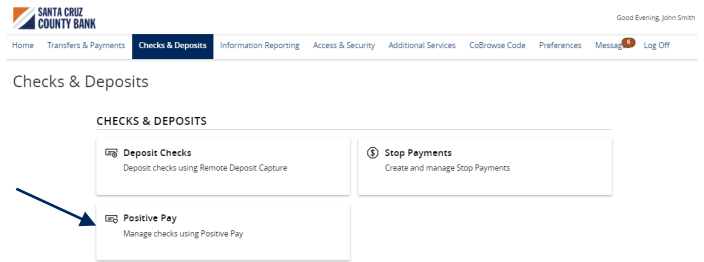 SANTA CRUZ
COUNTY BANK
Good Evening, John Smith
Home Transfers & Payments Checks & Deposits Information Reporting Access & Security Additional Services CoBrowse Code Preferences Messag 6 Log Off
Checks & Deposits
CHECKS & DEPOSITS
Deposit Checks
Deposit checks using Remote Deposit Capture
Stop Payments
Create and manage Stop Payments
Positive Pay
Manage checks using Positive Pay